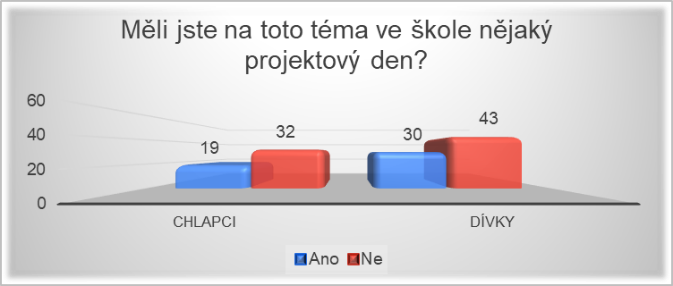 Měli jste na toto téma ve škole nějaký
projektový den?
60
40
20
0
19
32
30
43
CHLAPCI
DÍVKY
Ano
Ne